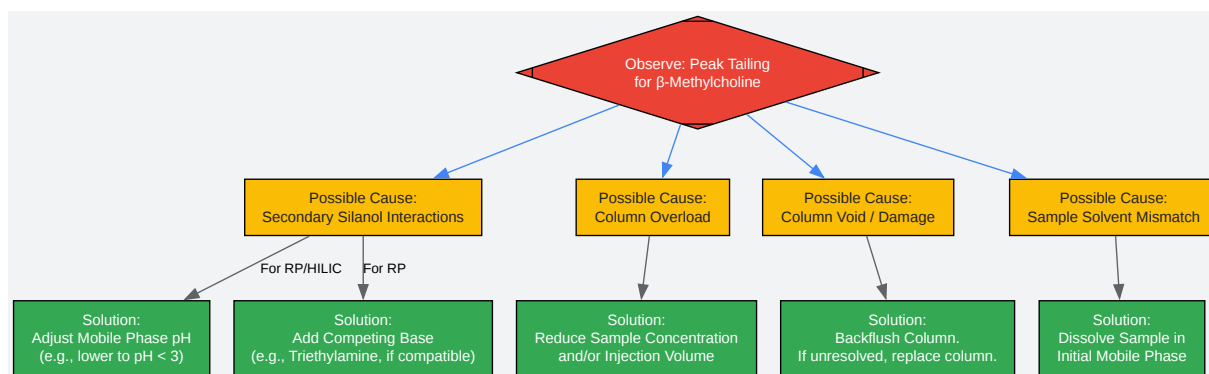 Observe: Peak Tailing
for β-Methylcholine
Possible Cause:
Secondary Silanol Interactions
Possible Cause:
Column Overload
Possible Cause:
Column Void / Damage
Possible Cause:
Sample Solvent Mismatch
For RP/HILIC
For RP
Solution:
Adjust Mobile Phase pH
(e.g., lower to pH < 3)
Solution:
Add Competing Base
(e.g., Triethylamine, if compatible)
Solution:
Reduce Sample Concentration
and/or Injection Volume
Solution:
Backflush Column.
If unresolved, replace column.
Solution:
Dissolve Sample in
Initial Mobile Phase